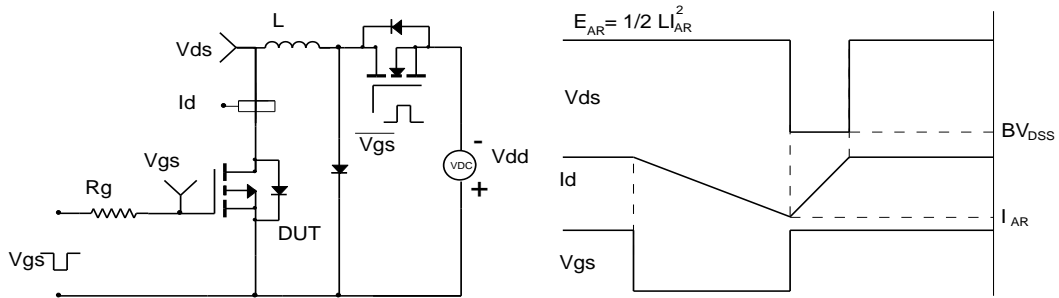 L
Vds
Id
Vgs
Vgs
Rg
DUT
Vgs
VDC
-
+
Vdd
E_AR= 1/2 LI_AR^2
Vds
BV_DSS
Id
I_AR
Vgs